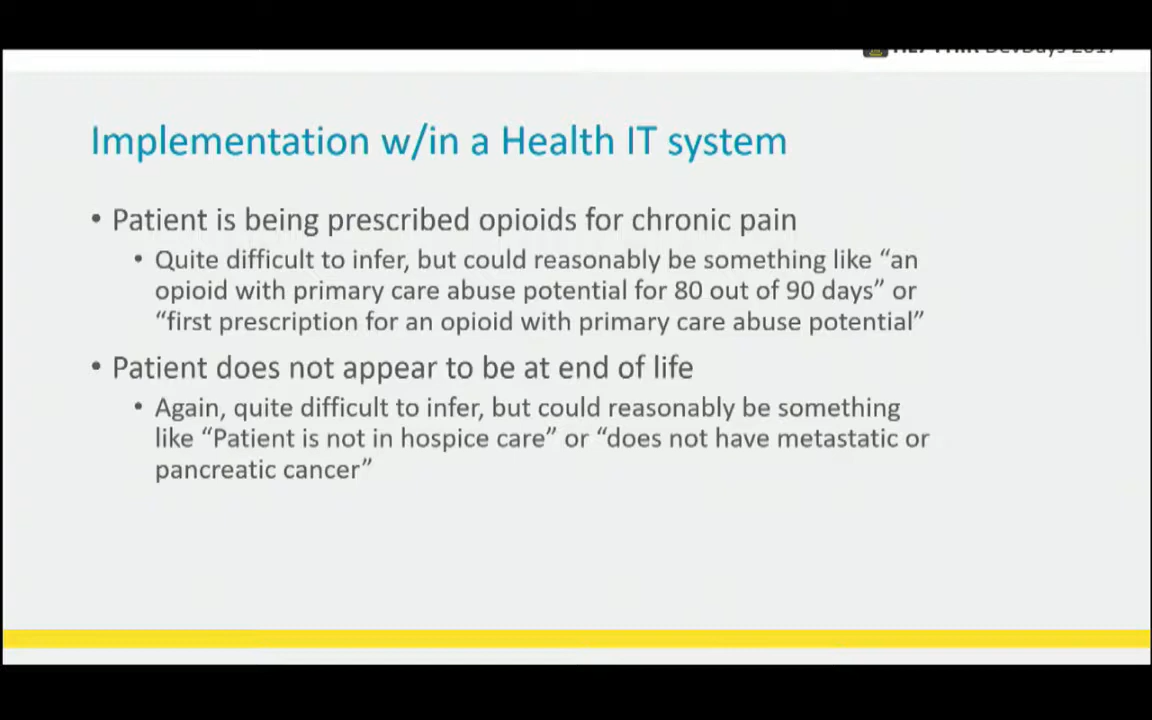 DevDays 2017
Implementation w/in a Health IT system
• Patient is being prescribed opioids for chronic pain
• Quite difficult to infer, but could reasonably be something like “an
opioid with primary care abuse potential for 80 out of 90 days” or
“first prescription for an opioid with primary care abuse potential”
• Patient does not appear to be at end of life
• Again, quite difficult to infer, but could reasonably be something
like “Patient is not in hospice care” or “does not have metastatic or
pancreatic cancer”